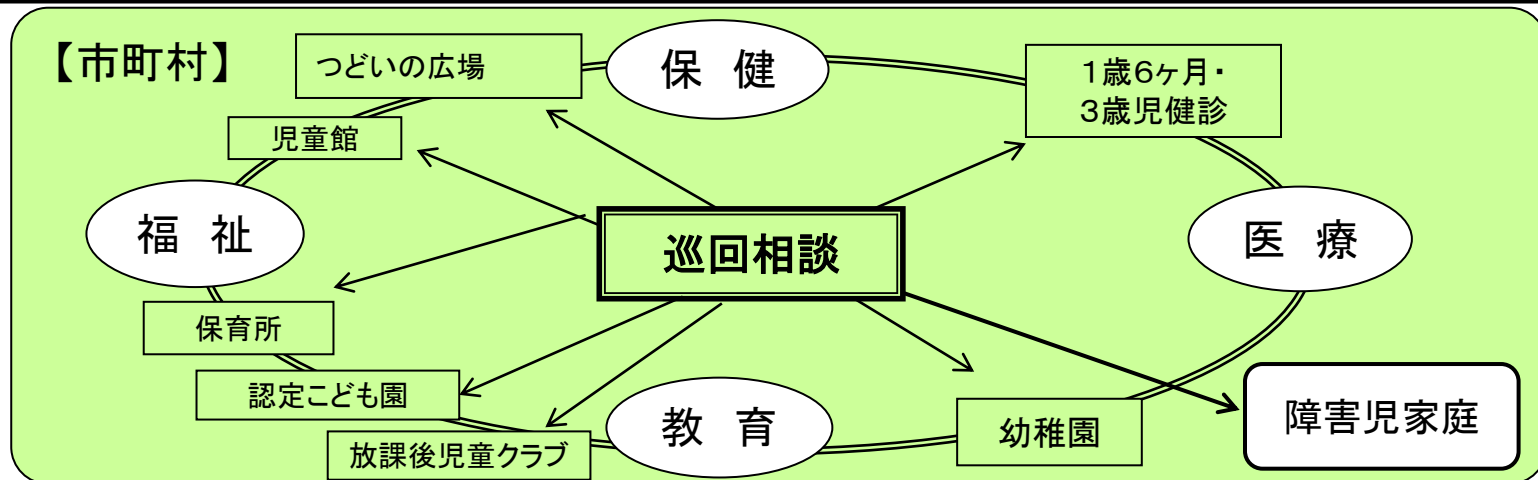 【市町村】
つどいの広場
保 健
1歳6ヶ月・
3歳児健診
児童館
福 祉
巡回相談
医 療
保育所
認定こども園
放課後児童クラブ
教 育
幼稚園
障害児家庭